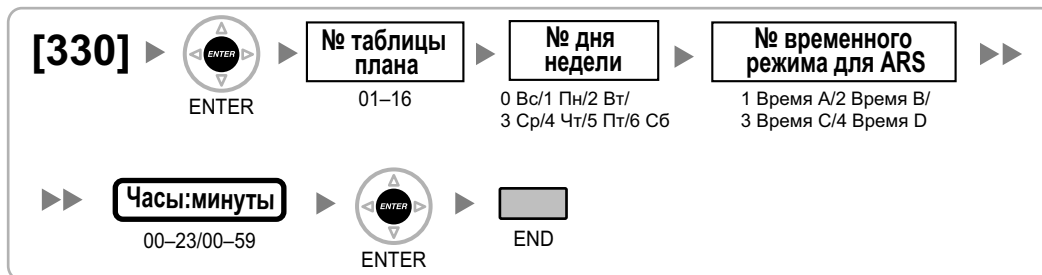 [330]
ENTER
ENTER
№ таблицы
плана
01–16
№ дня
недели
0 Вс/1 Пн/2 Вт/
3 Ср/4 Чт/5 Пт/6 Сб
№ временного
режима для ARS
1 Время A/2 Время B/
3 Время C/4 Время D
Часы:минуты
00–23/00–59
ENTER
ENTER
END